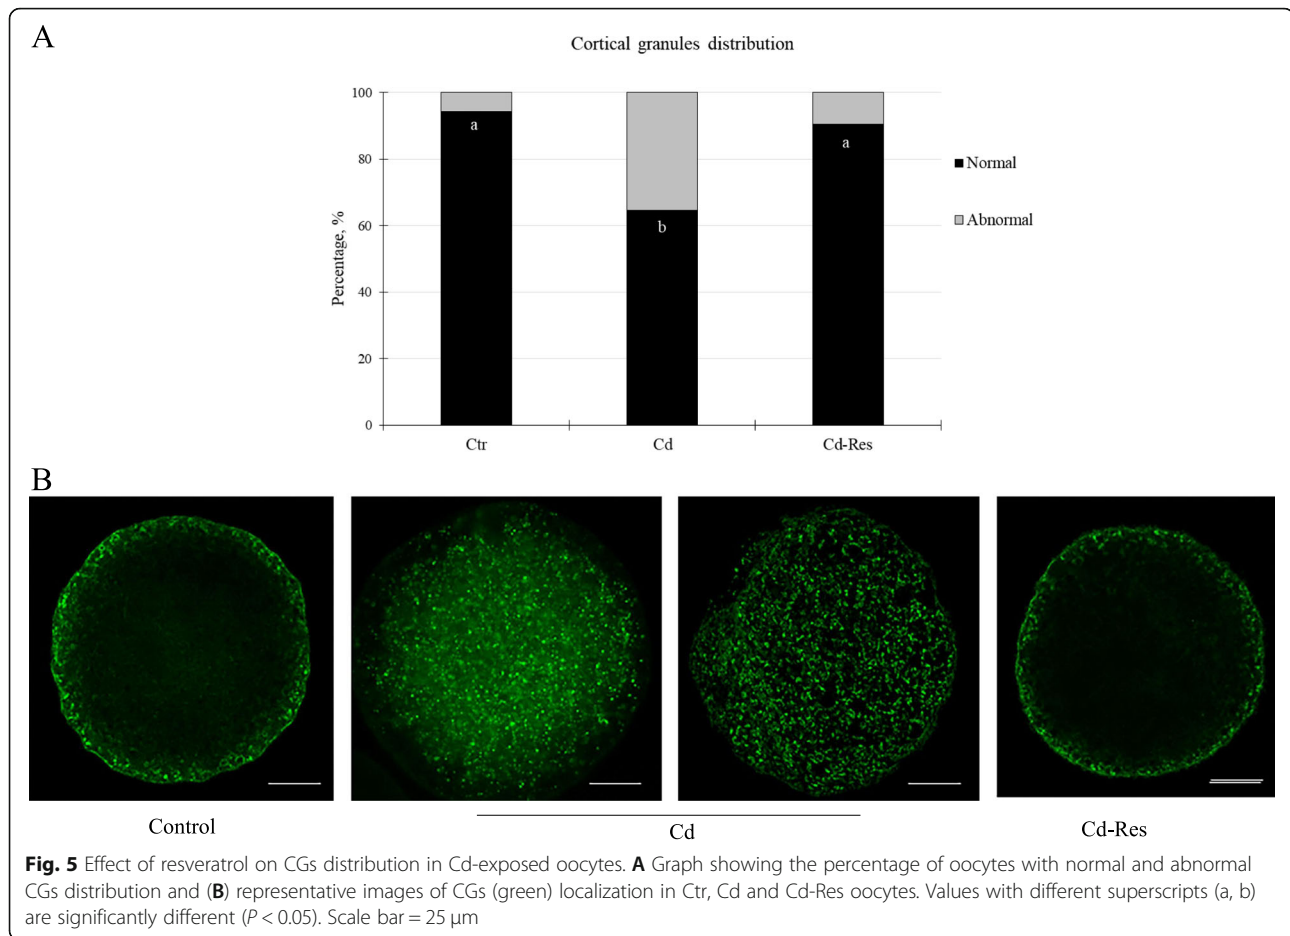 A
Cortical granules distribution
100
80
60
40
20
0
Percentage, %
a
b
a
Normal
Abnormal
Ctr
Cd
Cd-Res
B
Control
Cd
Cd-Res
Fig. 5 Effect of resveratrol on CGs distribution in Cd-exposed oocytes. A Graph showing the percentage of oocytes with normal and abnormal
CGs distribution and (B) representative images of CGs (green) localization in Ctr, Cd and Cd-Res oocytes. Values with different superscripts (a, b)
are significantly different (P < 0.05). Scale bar = 25 μm